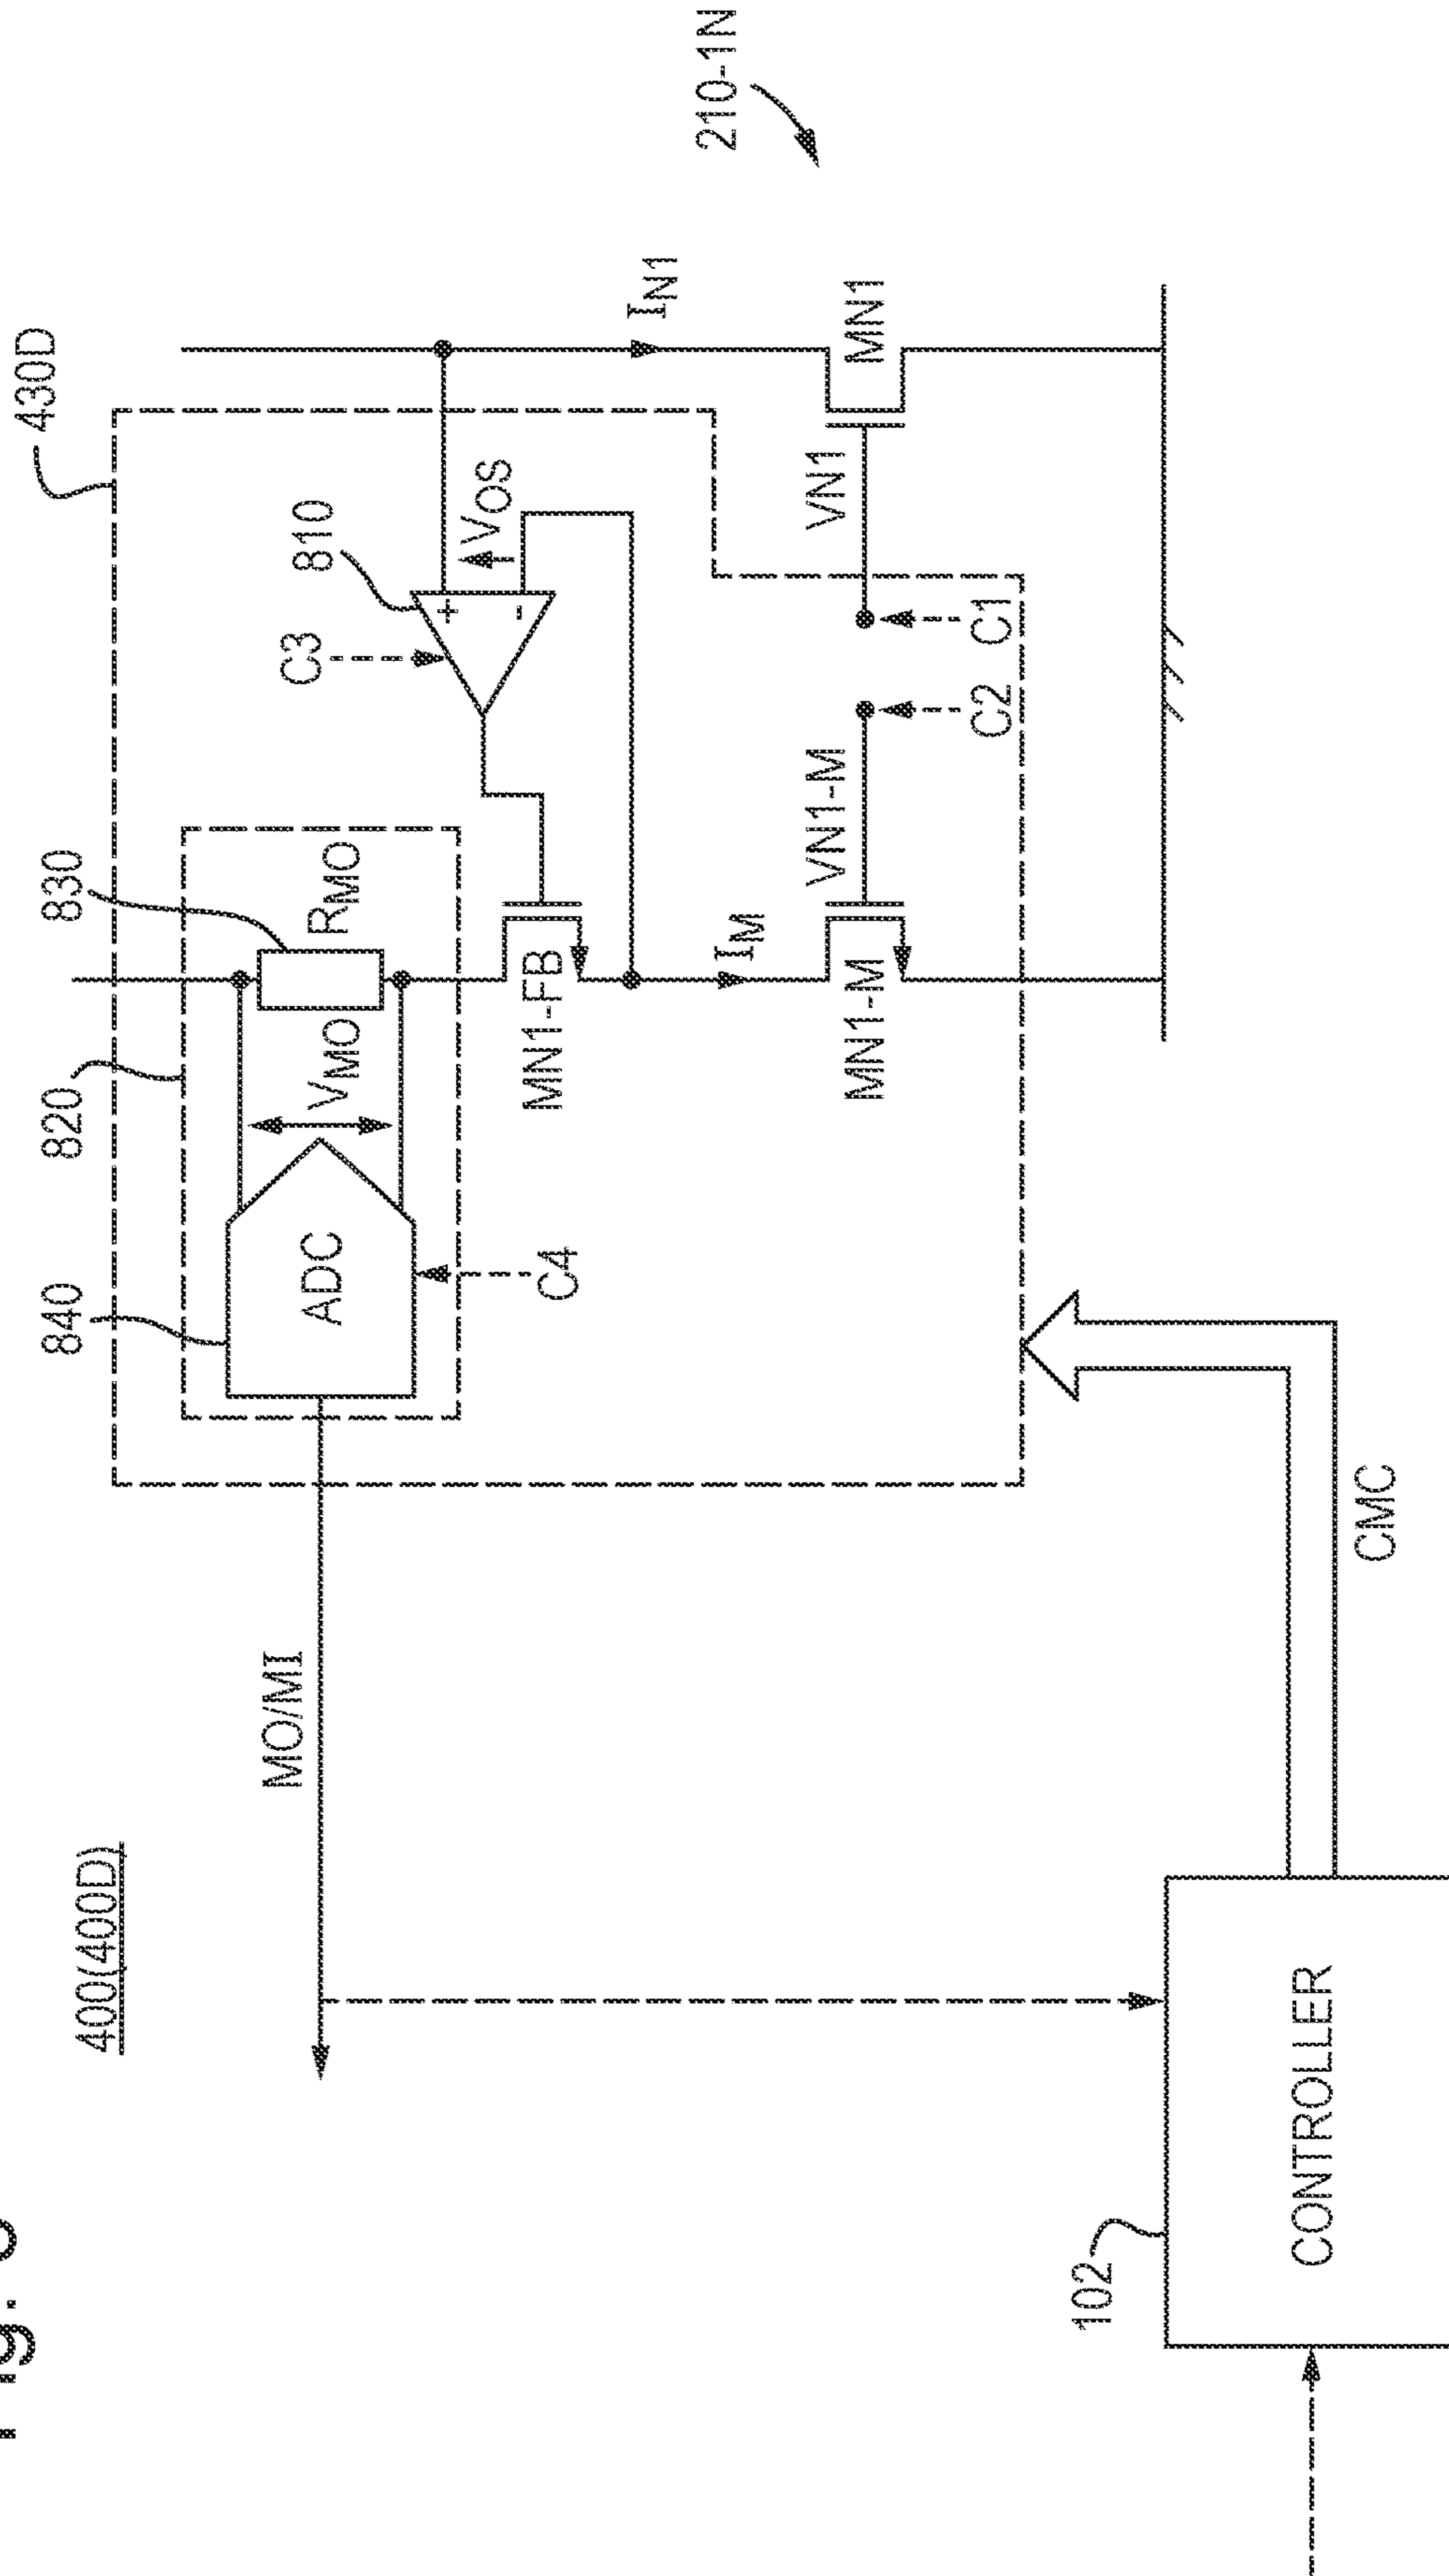 400(400D)
430D
210-1N
820
830
840
ADC
VMO
RMO
C3
810
+
-
VOS
IN1
MO/MI
C4
MN1-FB
IM
VN1-M
VN1
MN1
MN1-M
C2
C1
102
CONTROLLER
CMC